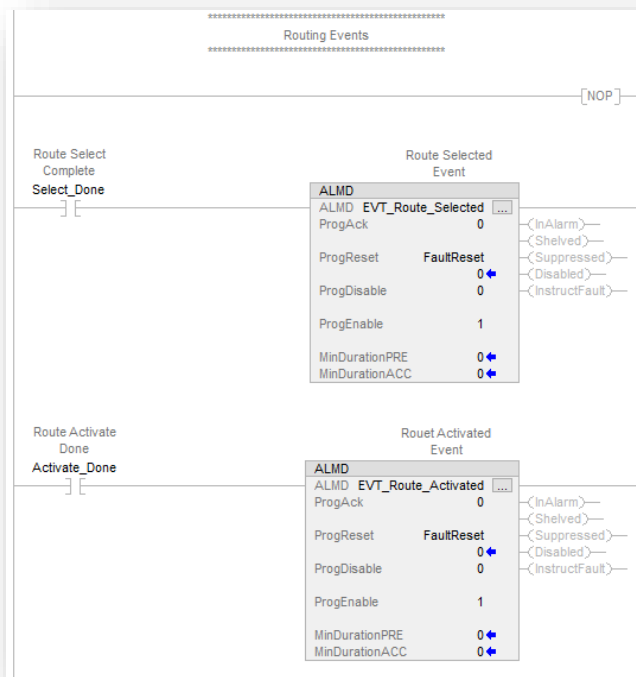 *************************************************
Routing Events
*************************************************
[NOP]
Route Select
Complete
Select_Done
Route Selected
Event
ALMD
ALMD EVT_Route_Selected ...
ProgAck 0
(InAlarm)
(Shelved)
ProgReset FaultReset
(Suppressed)
0
(Disabled)
ProgDisable 0
(InstructFault)
ProgEnable 1
MinDurationPRE 0
MinDurationACC 0
Route Activate
Done
Activate_Done
Rouet Activated
Event
ALMD
ALMD EVT_Route_Activated ...
ProgAck 0
(InAlarm)
(Shelved)
ProgReset FaultReset
(Suppressed)
0
(Disabled)
ProgDisable 0
(InstructFault)
ProgEnable 1
MinDurationPRE 0
MinDurationACC 0